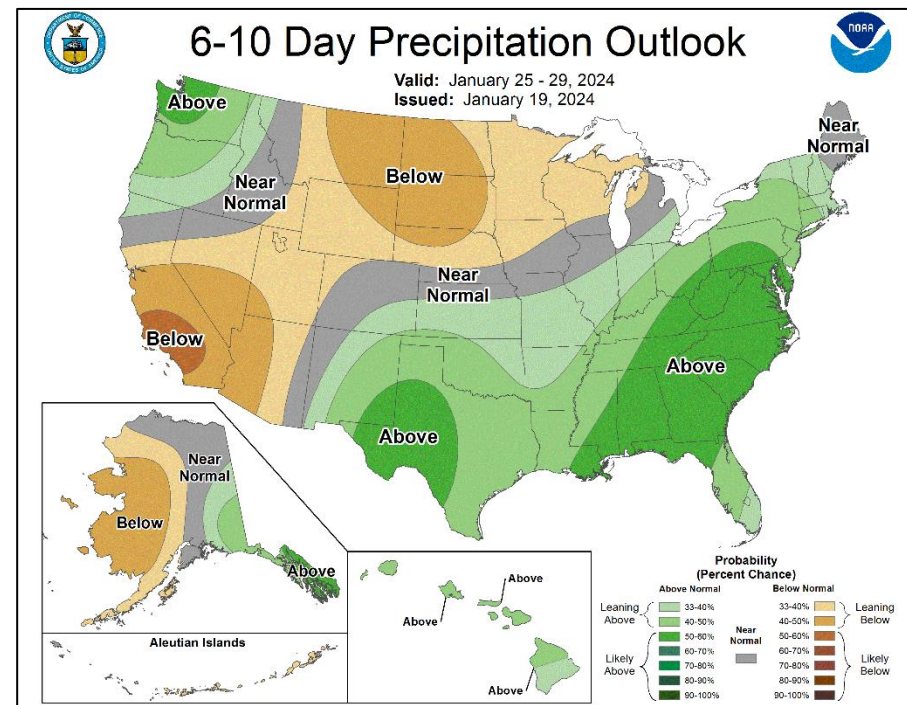 6-10 Day Precipitation Outlook
Valid: January 25 - 29, 2024
Issued: January 19, 2024
NOAA
Above
Near
Normal
Below
Near
Normal
Near
Normal
Below
Above
Above
Near
Normal
Below
Above
Aleutian Islands
Above
Above
Above
Probability
(Percent Chance)
Above Normal Below Normal
Leaning
Above
33-40%
40-50%
Likely
Above
50-60%
60-70%
70-80%
80-90%
90-100%
Near
Normal
33-40%
40-50%
Leaning
Below
50-60%
60-70%
70-80%
80-90%
90-100%
Likely
Below